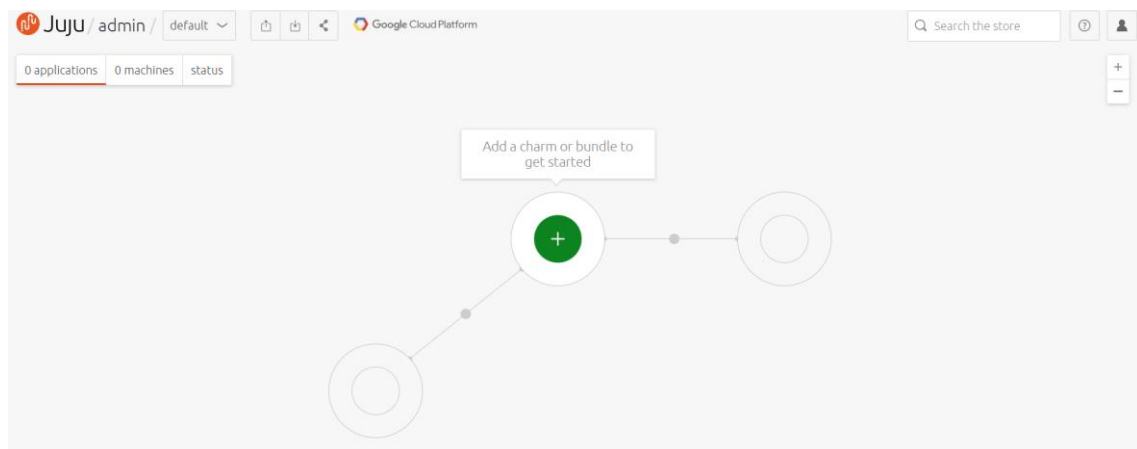 Juju / admin / default
Google Cloud Platform
Search the store
0 applications
0 machines
status
Add a charm or bundle to
get started